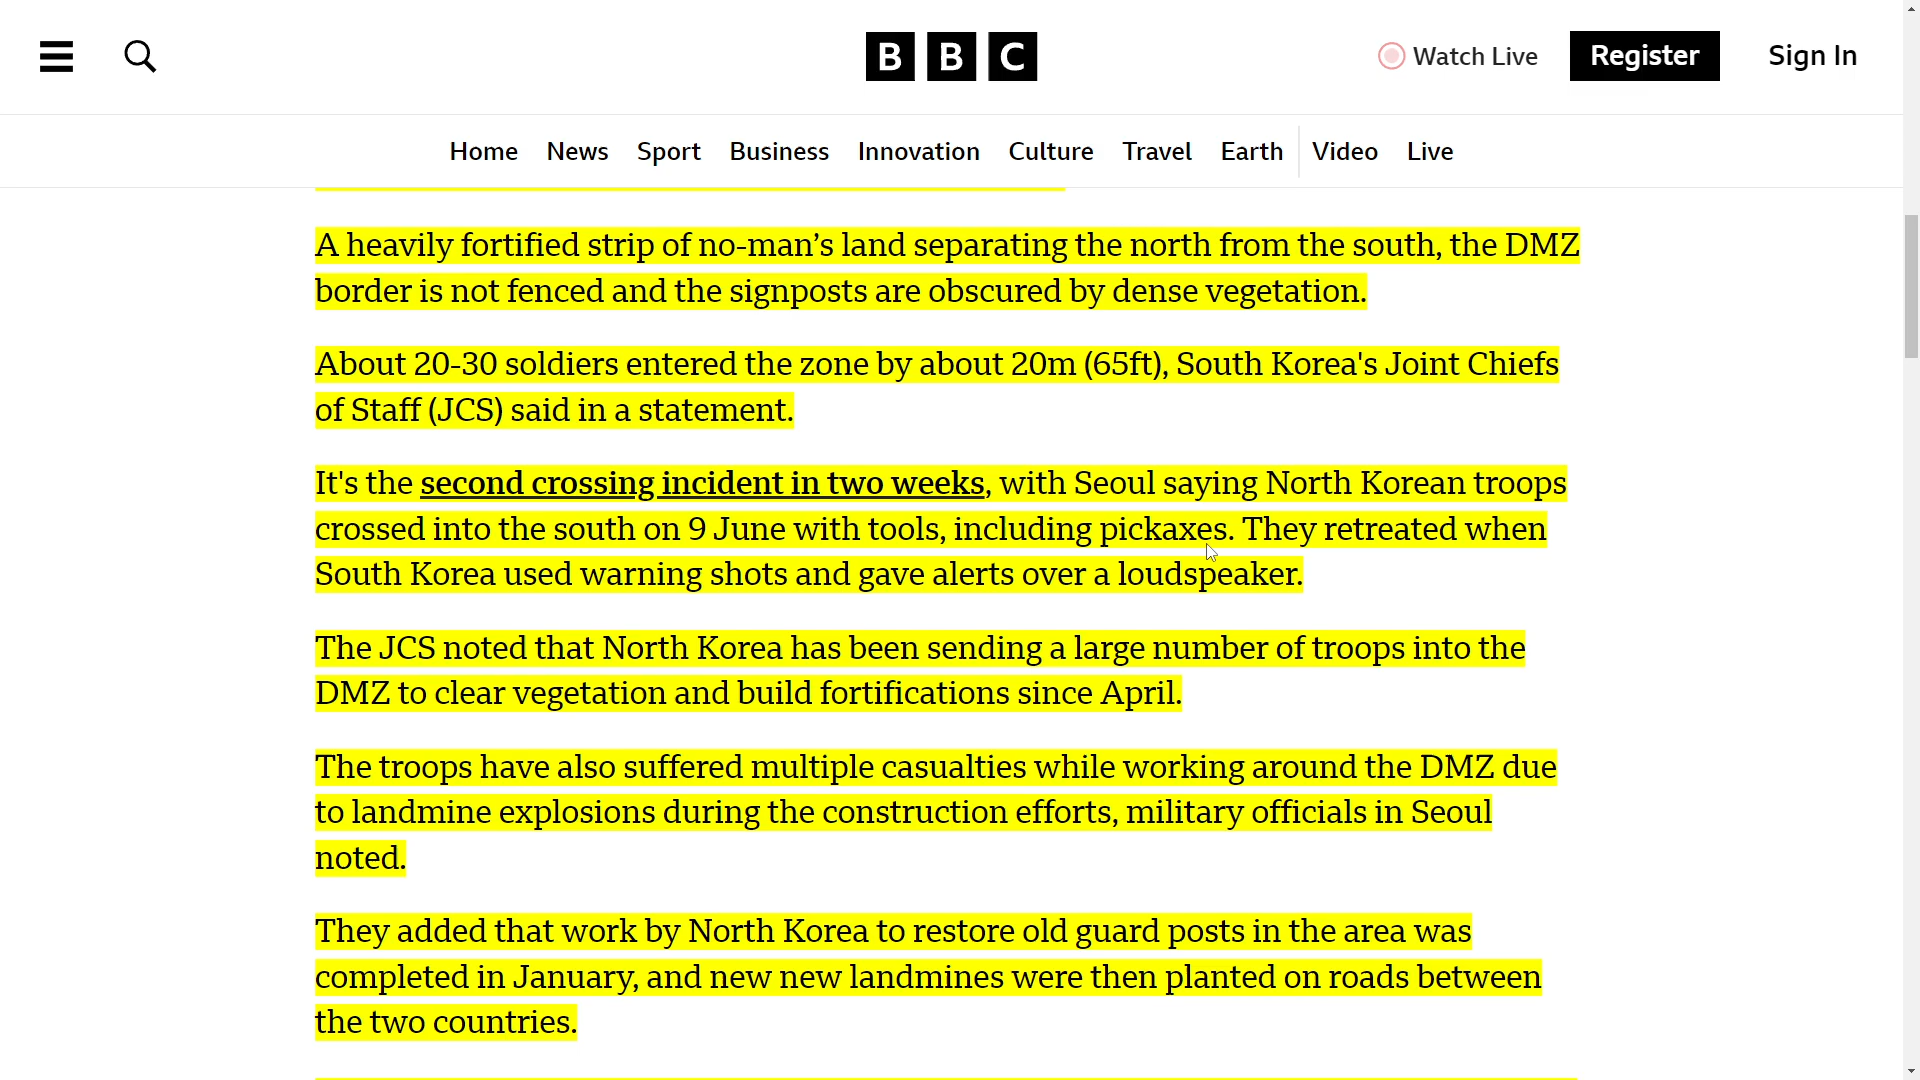 BBC
Watch Live
Register
Sign In
Home News Sport Business Innovation Culture Travel Earth Video Live
A heavily fortified strip of no-man’s land separating the north from the south, the DMZ
border is not fenced and the signposts are obscured by dense vegetation.
About 20-30 soldiers entered the zone by about 20m (65ft), South Korea's Joint Chiefs
of Staff (JCS) said in a statement.
It's the second crossing incident in two weeks, with Seoul saying North Korean troops
crossed into the south on 9 June with tools, including pickaxes. They retreated when
South Korea used warning shots and gave alerts over a loudspeaker.
The JCS noted that North Korea has been sending a large number of troops into the
DMZ to clear vegetation and build fortifications since April.
The troops have also suffered multiple casualties while working around the DMZ due
to landmine explosions during the construction efforts, military officials in Seoul
noted.
They added that work by North Korea to restore old guard posts in the area was
completed in January, and new new landmines were then planted on roads between
the two countries.